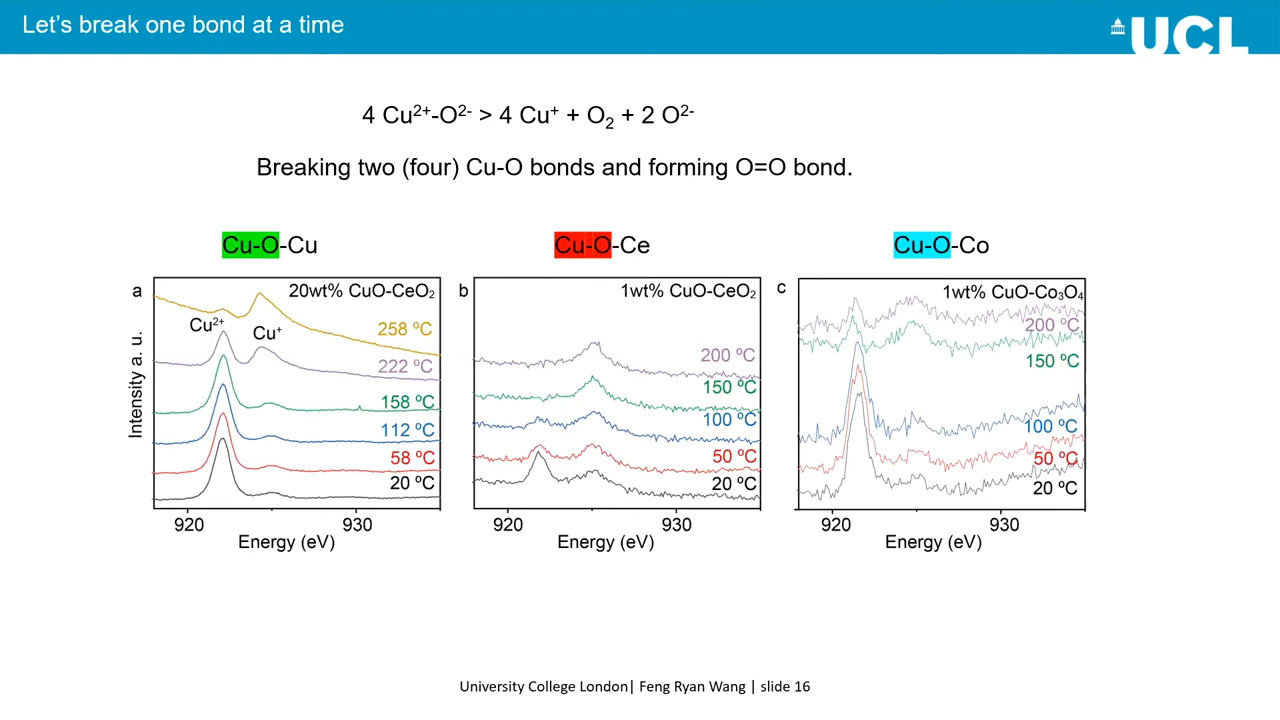 Let's break one bond at a time
UCL
4 Cu²⁺-O²⁻ > 4 Cu⁺ + O₂ + 2 O²⁻
Breaking two (four) Cu-O bonds and forming O=O bond.
Cu-O-Cu
Cu-O-Ce
Cu-O-Co
a
20wt% CuO-CeO₂
Cu²⁺
Cu⁺
258 ºC
222 ºC
158 ºC
112 ºC
58 ºC
20 ºC
Intensity a. u.
920
930
Energy (eV)
b
1wt% CuO-CeO₂
200 ºC
150 ºC
100 ºC
50 ºC
20 ºC
920
930
Energy (eV)
c
1wt% CuO-Co₃O₄
200 ºC
150 ºC
100 ºC
50 ºC
20 ºC
920
930
Energy (eV)
University College London| Feng Ryan Wang | slide 16